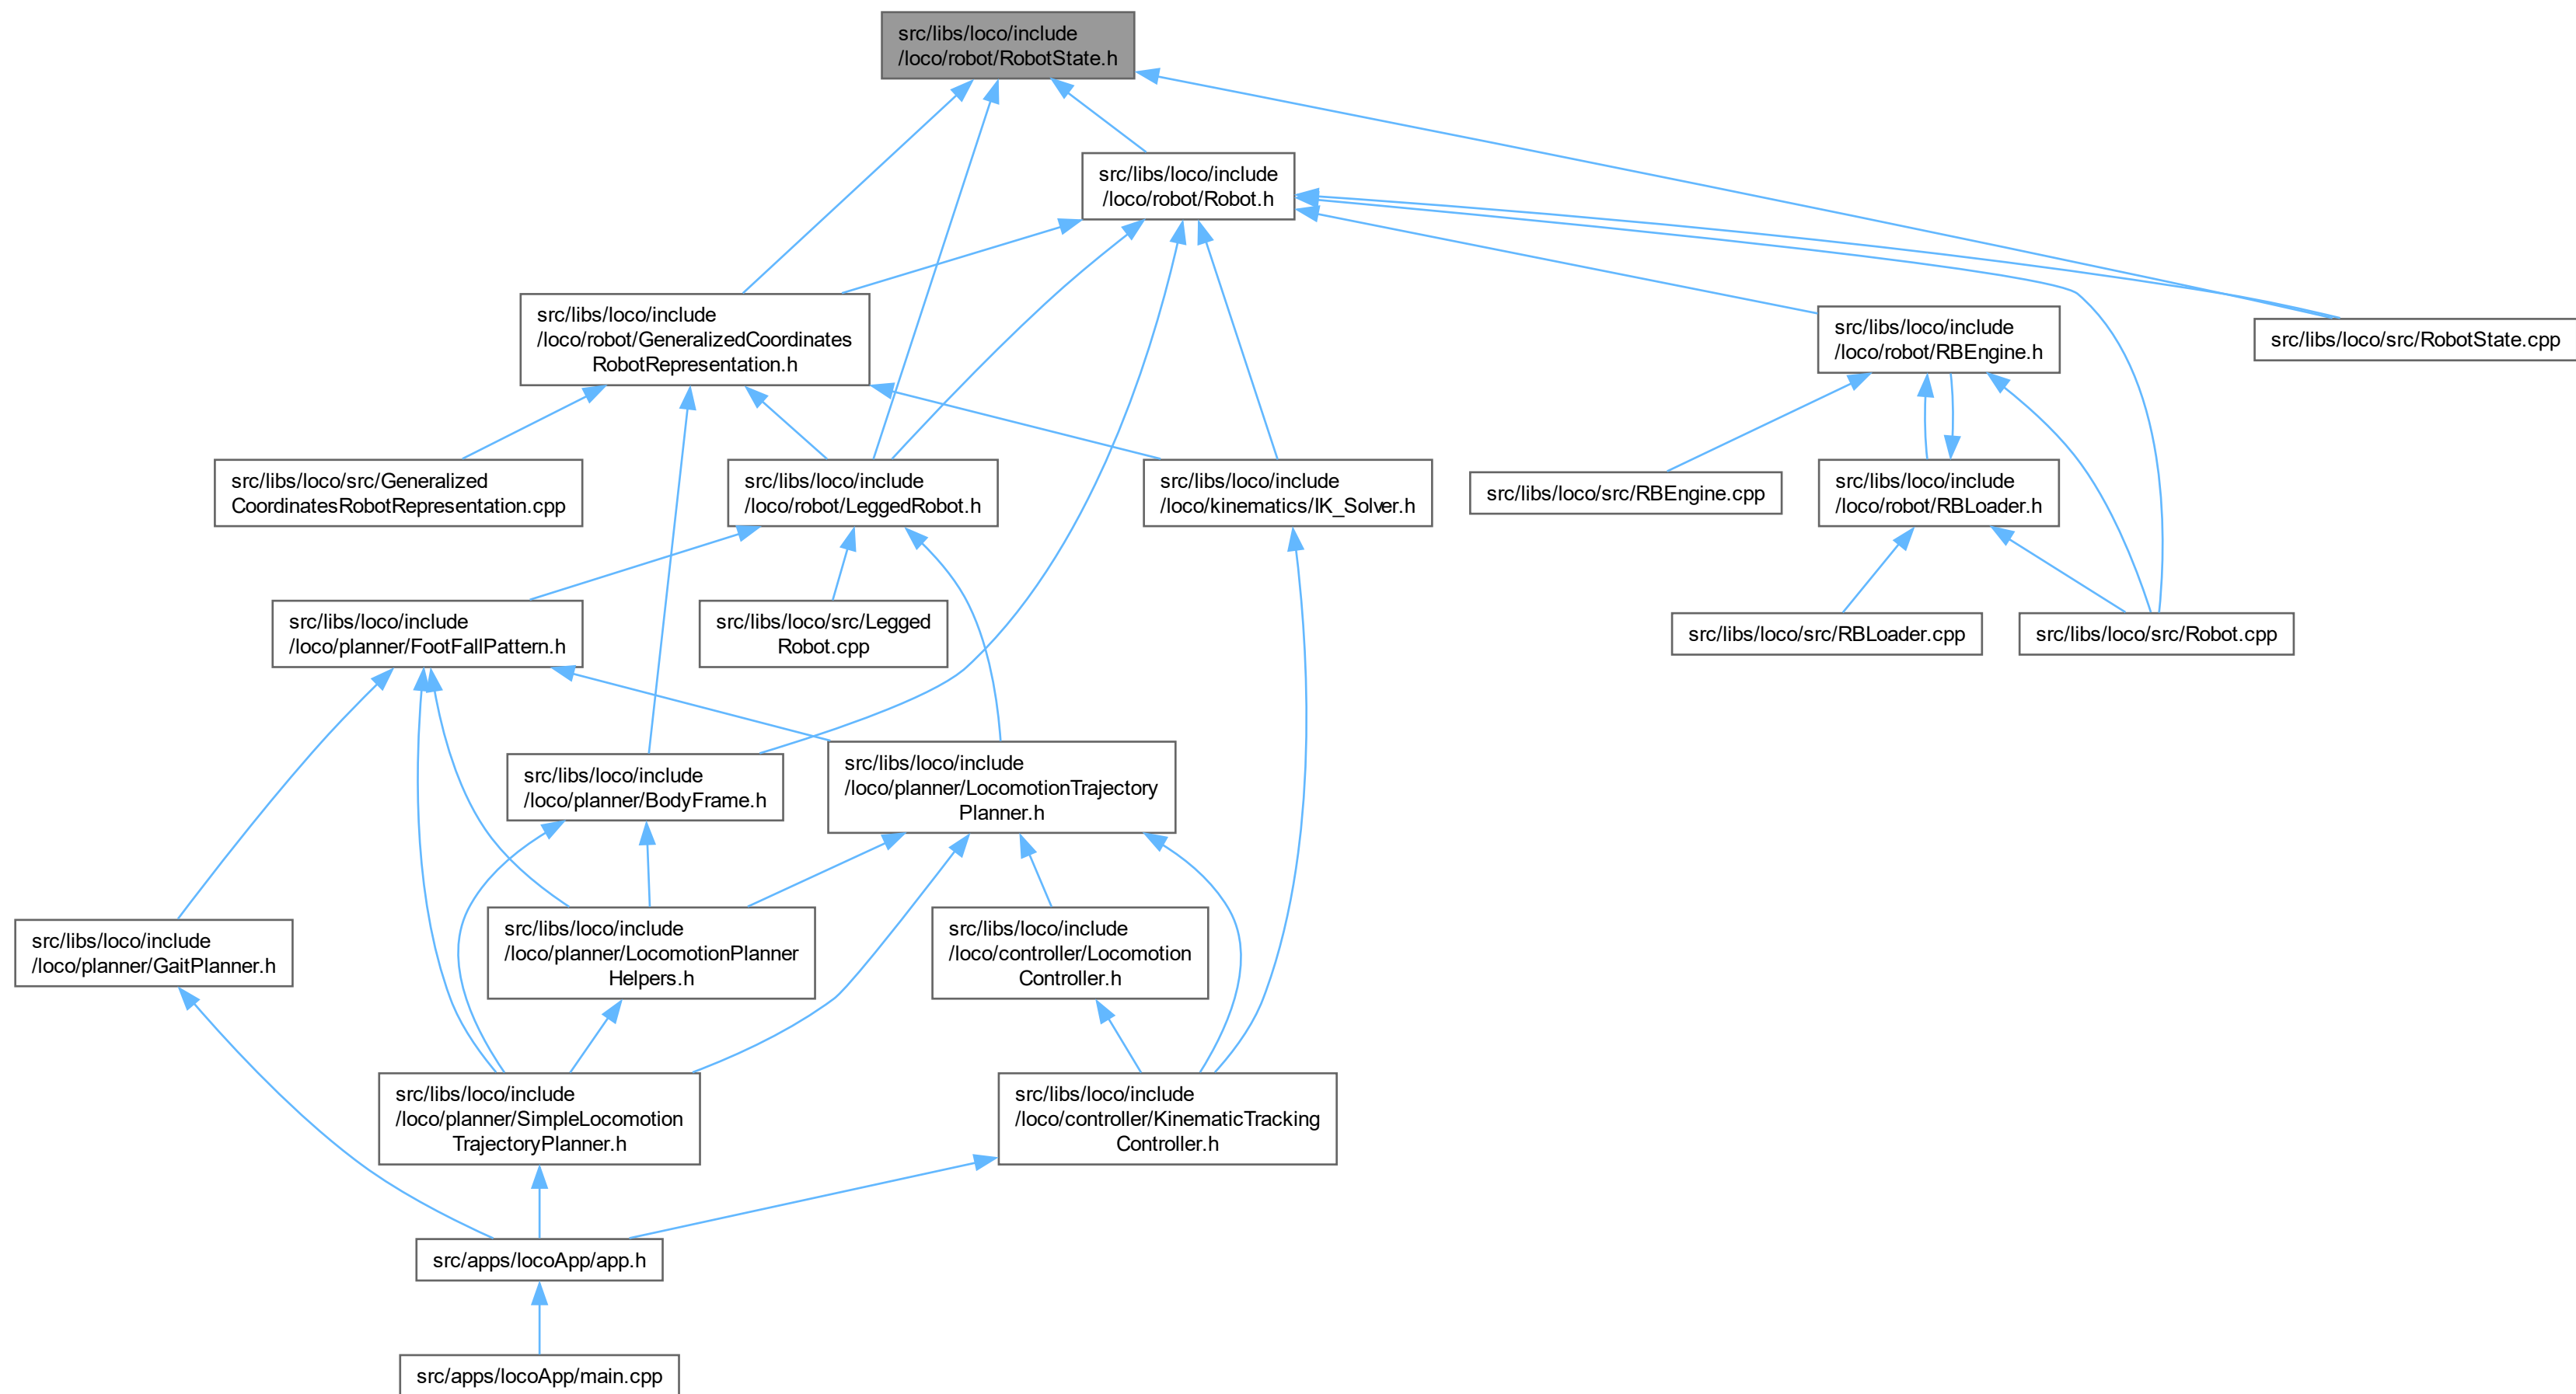 src/libs/loco/include
/loco/robot/RobotState.h
src/libs/loco/include
/loco/robot/Robot.h
src/libs/loco/include
/loco/robot/GeneralizedCoordinates
RobotRepresentation.h
src/libs/loco/include
/loco/robot/RBEngine.h
src/libs/loco/src/RobotState.cpp
src/libs/loco/src/Generalized
CoordinatesRobotRepresentation.cpp
src/libs/loco/include
/loco/robot/LeggedRobot.h
src/libs/loco/include
/loco/kinematics/IK_Solver.h
src/libs/loco/src/RBEngine.cpp
src/libs/loco/include
/loco/robot/RBLoader.h
src/libs/loco/include
/loco/planner/FootFallPattern.h
src/libs/loco/src/Legged
Robot.cpp
src/libs/loco/src/RBLoader.cpp
src/libs/loco/src/Robot.cpp
src/libs/loco/include
/loco/planner/BodyFrame.h
src/libs/loco/include
/loco/planner/LocomotionTrajectory
Planner.h
src/libs/loco/include
/loco/planner/GaitPlanner.h
src/libs/loco/include
/loco/planner/LocomotionPlanner
Helpers.h
src/libs/loco/include
/loco/controller/Locomotion
Controller.h
src/libs/loco/include
/loco/planner/SimpleLocomotion
TrajectoryPlanner.h
src/libs/loco/include
/loco/controller/KinematicTracking
Controller.h
src/apps/locoApp/app.h
src/apps/locoApp/main.cpp